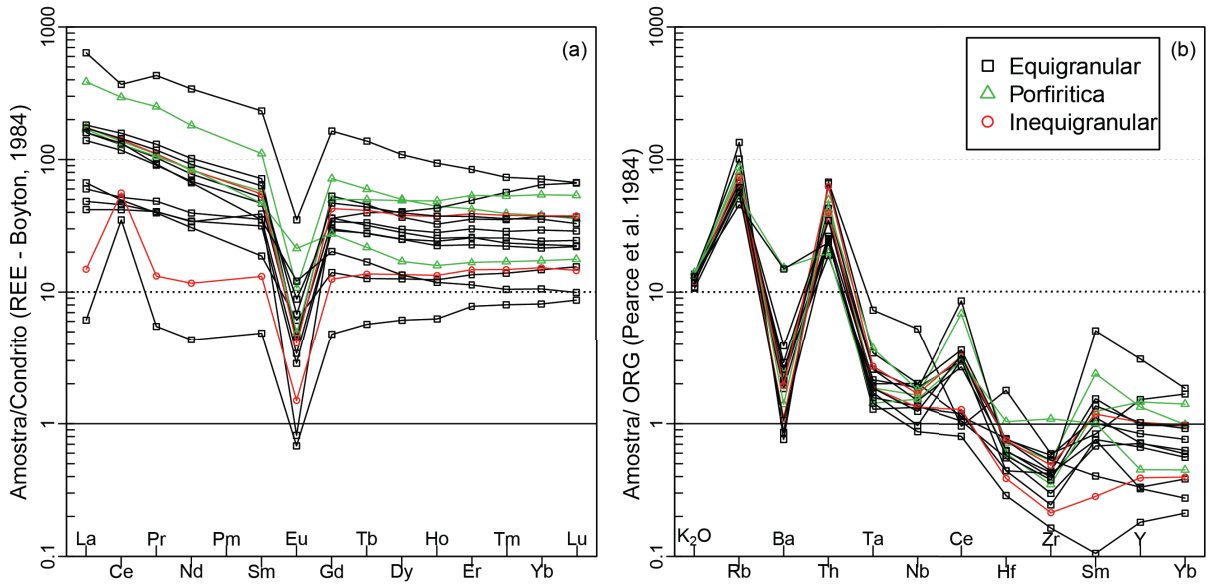 Amostra/Condrito (REE - Boyton, 1984)
1000
100
10
1
0.1
(a)
La
Ce
Pr
Nd
Pm
Sm
Eu
Gd
Tb
Dy
Ho
Er
Tm
Yb
Lu
Amostra/ ORG (Pearce et al. 1984)
1000
100
10
1
0.1
(b)
Equigranular
Porfiritica
Inequigranular
K₂O
Rb
Ba
Th
Ta
Nb
Ce
Hf
Zr
Sm
Y
Yb